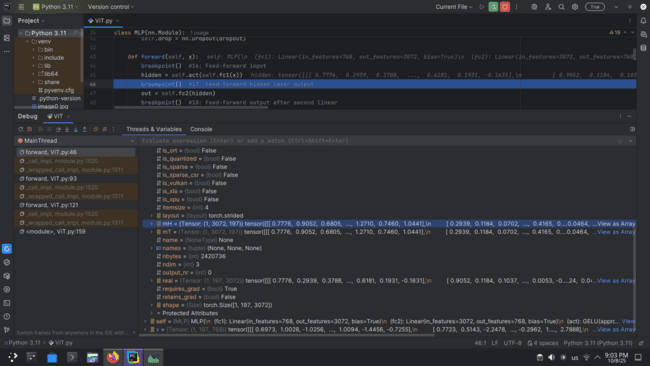 Python 3.11
Version control
Current File
Trial
Project
ViT.py
Python 3.11
venv
bin
include
lib
lib64
share
pyvenv.cfg
.python-version
image0.jpg
class MLP(nn.Module): 1 usage
self.drop = nn.Dropout(dropout)
def forward(self, x): self: MLP(\n (fc1): Linear(in_features=768, out_features=3072, bias=True)\n (fc2): Linear(in_features=3072, out_features
breakpoint() #16: Feed-forward input
hidden = self.act(self.fc1(x)) hidden: tensor([[[ 0.7776, 0.2939, 0.3788, ..., 0.6181, 0.1931, -0.1631],\n [ 0.9052, 0.1184,
46
breakpoint() #17: Feed-forward hidden layer output
out = self.fc2(hidden)
breakpoint() #18: Feed-forward output after second linear
Debug ViT
Threads & Variables Console
MainThread
Evaluate expression (Enter) or add a watch (Ctrl+Shift+Enter)
forward, ViT.py:46
_call_impl, module.py:1520
_wrapped_call_impl, module.py:1511
forward, ViT.py:93
_call_impl, module.py:1520
_wrapped_call_impl, module.py:1511
forward, ViT.py:121
_call_impl, module.py:1520
_wrapped_call_impl, module.py:1511
<module>, ViT.py:159
is_ort = {bool} False
is_quantized = {bool} False
is_sparse = {bool} False
is_sparse_csr = {bool} False
is_vulkan = {bool} False
is_xla = {bool} False
is_xpu = {bool} False
itemsize = {int} 4
layout = {layout} torch.strided
mH = {Tensor: (1, 3072, 197)} tensor([[[ 0.7776, 0.9052, 0.6805, ..., 1.2710, 0.7460, 1.0441],\n [ 0.2939, 0.1184, 0.0702, ..., 0.4165, 0....0.0464, ...View as Array
mT = {Tensor: (1, 3072, 197)} tensor([[[ 0.7776, 0.9052, 0.6805, ..., 1.2710, 0.7460, 1.0441],\n [ 0.2939, 0.1184, 0.0702, ..., 0.4165, 0....0.0464, ...View as Array
name = {NoneType} None
names = {tuple} (None, None, None)
nbytes = {int} 2420736
ndim = {int} 3
output_nr = {int} 0
real = {Tensor: (1, 197, 3072)} tensor([[[ 0.7776, 0.2939, 0.3788, ..., 0.6181, 0.1931, -0.1631],\n [ 0.9052, 0.1184, 0.1037, ..., 0.0053, -0....24, 0.0 ...View as Array
requires_grad = {bool} True
retains_grad = {bool} False
shape = {Size} torch.Size([1, 197, 3072])
Protected Attributes
self = {MLP} MLP(\n (fc1): Linear(in_features=768, out_features=3072, bias=True)\n (fc2): Linear(in_features=3072, out_features=768, bias=True)\n (act): GELU(appr...View
x = {Tensor: (1, 197, 768)} tensor([[[ 0.6973, 1.0028, -1.0256, ..., 1.0094, -1.4456, -0.7255],\n [ 0.3723, 0.5143, -2.2478, ..., -0.2962, 1.... 2.7888],\n ...View as Array
Switch frames from anywhere in the IDE with
Python 3.11 > ViT.py
46:1 LF UTF-8 4 spaces Python 3.11 (Python 3.11)
us
9:03 PM
10/8/25